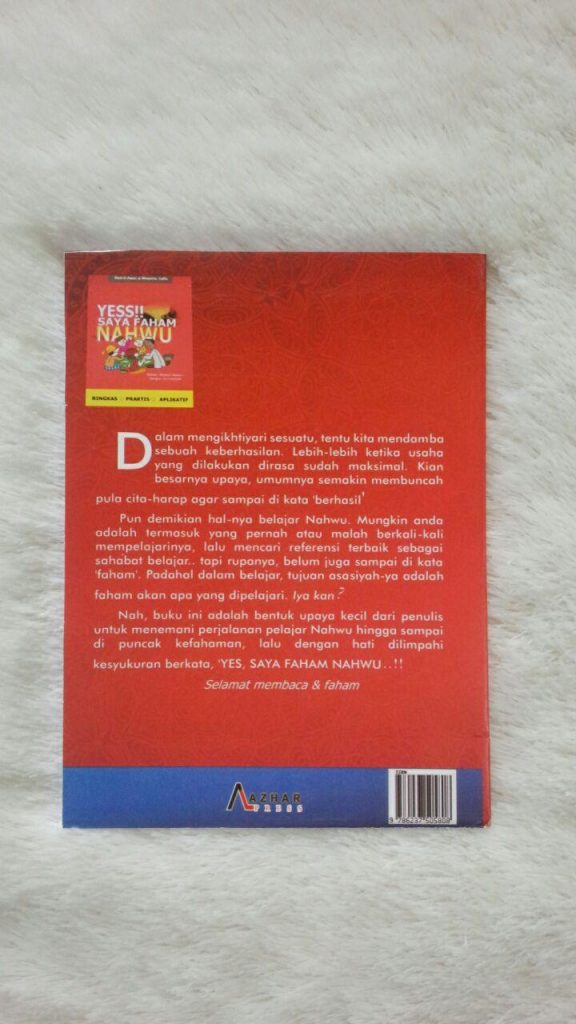 YESS!!
SAYA FAHAM
NAHWU
RINGKAS PRAKTIS APLIKATIF
Dalam mengikhtiyari sesuatu, tentu kita mendamba
sebuah keberhasilan. Lebih-lebih ketika usaha
yang dilakukan dirasa sudah maksimal. Kian
besarnya upaya, umumnya semakin membuncah
pula cita-harap agar sampai di kata 'berhasil'
Pun demikian hal-nya belajar Nahwu. Mungkin anda
adalah termasuk yang pernah atau malah berkali-kali
mempelajarinya, lalu mencari referensi terbaik sebagai
sahabat belajar.. tapi rupanya, belum juga sampai di kata
'faham'. Padahal dalam belajar, tujuan asasiyah-ya adalah
faham akan apa yang dipelajari. Iya kan?
Nah, buku ini adalah bentuk upaya kecil dari penulis
untuk menemani perjalanan pelajar Nahwu hingga sampai
di puncak kefahaman, lalu dengan hati dilimpahi
kesyukuran berkata, 'YES, SAYA FAHAM NAHWU..!!
Selamat membaca & faham
AZHAR
PRESS
9 786237 505808